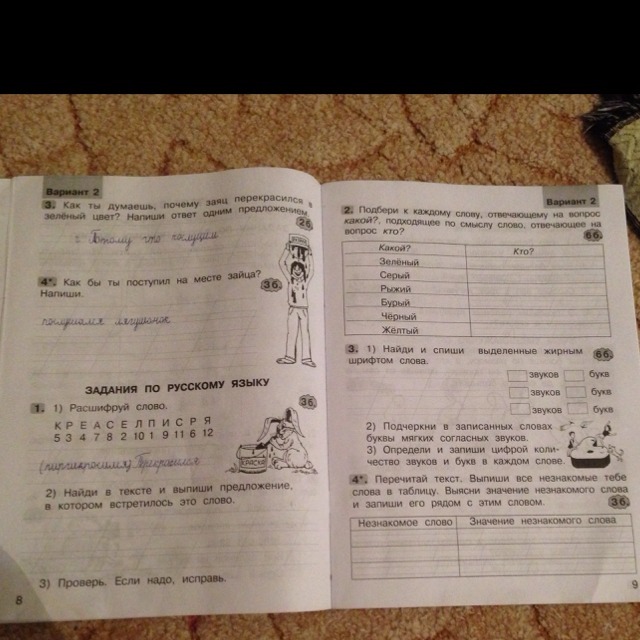 Вариант 2
3. Как ты думаешь, почему заяц перекрасился в
зелёный цвет? Напиши ответ одним предложением.
2б.
Потому что
4*. Как бы ты поступил на месте зайца?
Напиши.
3б.
послушался лягушонок
ЗАДАНИЯ ПО РУССКОМУ ЯЗЫКУ
3б.
1. 1) Расшифруй слово.
К Р Е А С Е Л П И С Р Я
5 3 4 7 8 2 10 1 9 11 6 12
КРАСКА
2) Найди в тексте и выпиши предложение,
в котором встретилось это слово.
3) Проверь. Если надо, исправь.
8
Вариант 2
2. Подбери к каждому слову, отвечающему на вопрос
какой?, подходящее по смыслу слово, отвечающее на
вопрос кто?
6б.
Какой? Кто?
Зелёный
Серый
Рыжий
Бурый
Чёрный
Жёлтый
3. 1) Найди и спиши выделенные жирным
шрифтом слова.
6б.
звуков букв
звуков букв
звуков букв
2) Подчеркни в записанных словах
буквы мягких согласных звуков.
3) Определи и запиши цифрой коли-
чество звуков и букв в каждом слове.
4*. Перечитай текст. Выпиши все незнакомые тебе
слова в таблицу. Выясни значение незнакомого слова
и запиши его рядом с этим словом.
3б.
Незнакомое слово Значение незнакомого слова
9